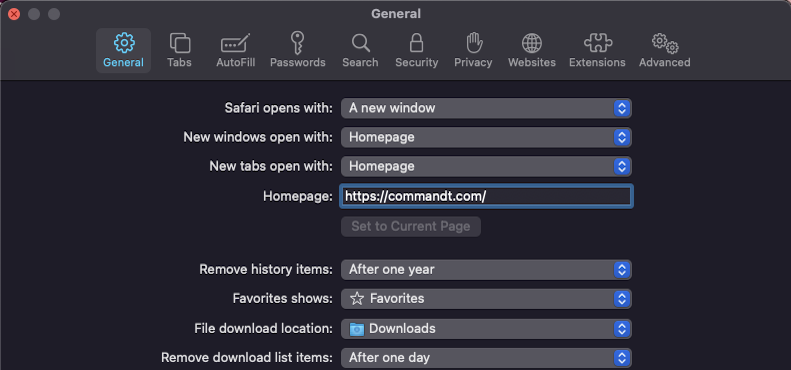 General
General Tabs AutoFill Passwords Search Security Privacy Websites Extensions Advanced
Safari opens with: A new window
New windows open with: Homepage
New tabs open with: Homepage
Homepage: https://commandt.com/
Set to Current Page
Remove history items: After one year
Favorites shows: Favorites
File download location: Downloads
Remove download list items: After one day